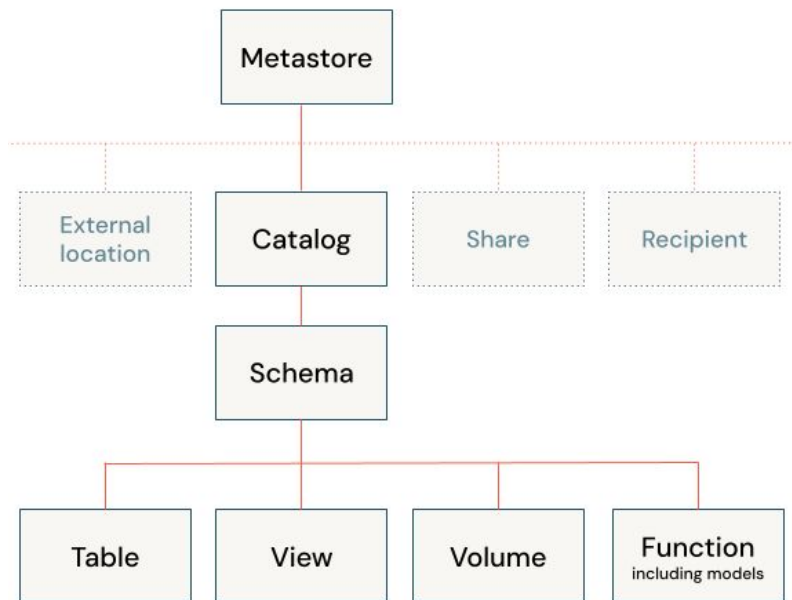 Metastore
External
location
Catalog
Share
Recipient
Schema
Table
View
Volume
Function
including models